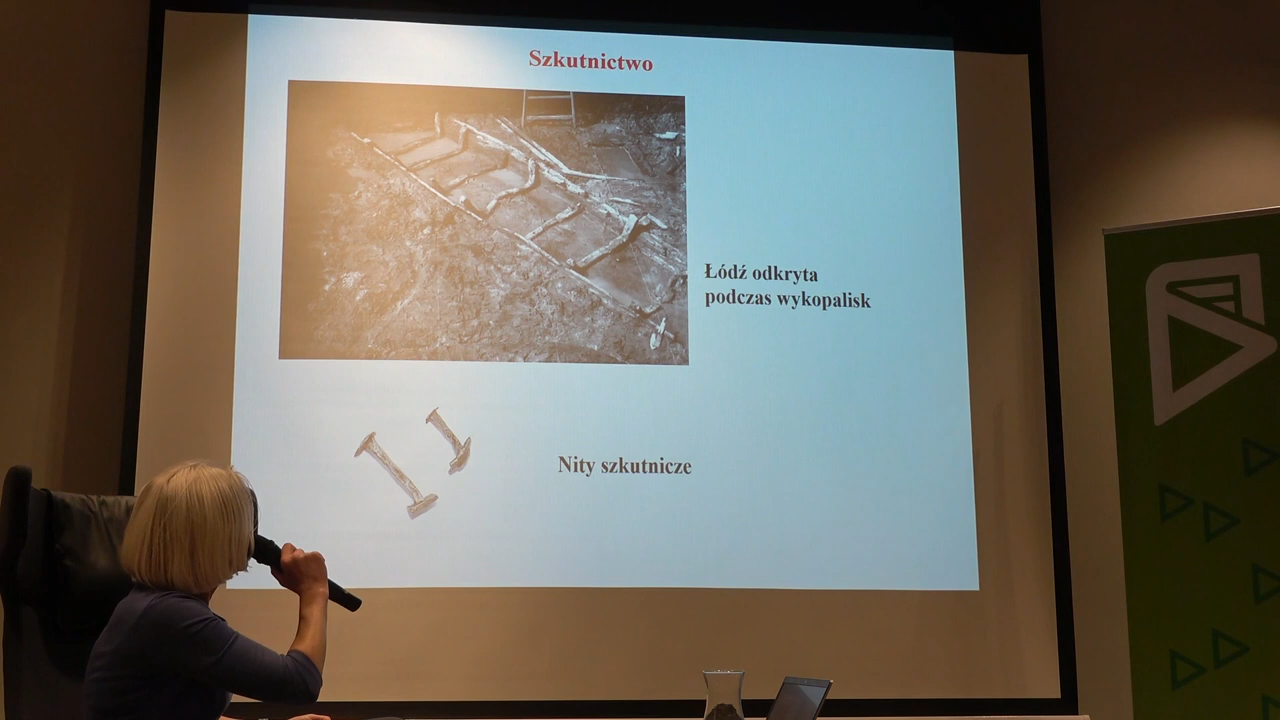 Szkutnictwo
Łódź odkryta
podczas wykopalisk
Nity szkutnicze